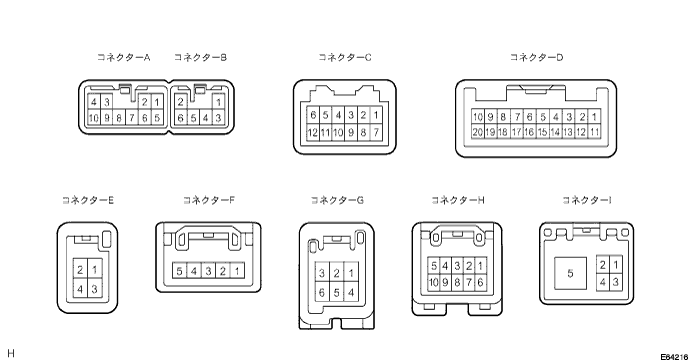 コネクターA コネクターB コネクターC コネクターD
4 3 2 1 2 1
10 9 8 7 6 5 6 5 4 3
6 5 4 3 2 1
12 11 10 9 8 7
10 9 8 7 6 5 4 3 2 1
20 19 18 17 16 15 14 13 12 11
コネクターE コネクターF コネクターG コネクターH コネクターI
2 1
4 3
5 4 3 2 1
3 2 1
6 5 4
5 4 3 2 1
10 9 8 7 6
5 2 1
4 3
H E64216